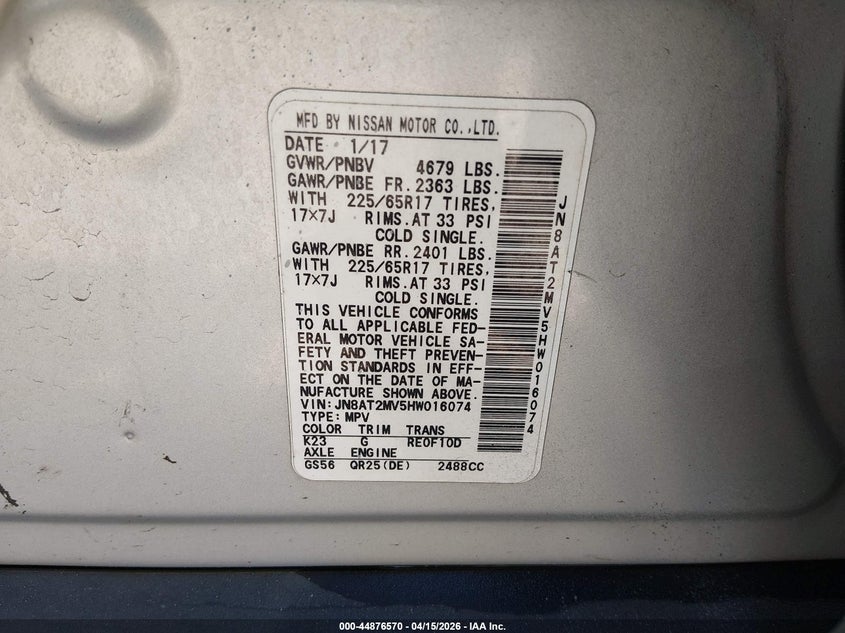 MFD BY NISSAN MOTOR CO.,LTD.
DATE 1/17
GVWR/PNBV 4679 LBS.
GAWR/PNBE FR. 2363 LBS.
WITH 225/65R17 TIRES,
17×7J RIMS. AT 33 PSI
COLD SINGLE.
GAWR/PNBE RR. 2401 LBS.
WITH 225/65R17 TIRES,
17×7J RIMS. AT 33 PSI
COLD SINGLE.
THIS VEHICLE CONFORMS
TO ALL APPLICABLE FED-
ERAL MOTOR VEHICLE SA-
FETY AND THEFT PREVEN-
TION STANDARDS IN EFF-
ECT ON THE DATE OF MA-
NUFACTURE SHOWN ABOVE.
VIN: JN8AT2MV5HW016074
TYPE: MPV
COLOR TRIM TRANS
K23 G RE0F10D
AXLE ENGINE
GS56 QR25(DE) 2488CC
JN8AT2MV5HW016074
000-44876570 - 04/15/2026 - IAA Inc.